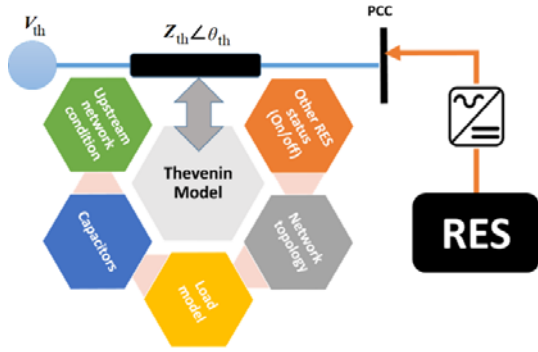 V_th
Z_th∠θ_th
PCC
Upstream
network
condition
Other RES
status
(On/off)
Thevenin
Model
Capacitors
Network
topology
Load
model
RES